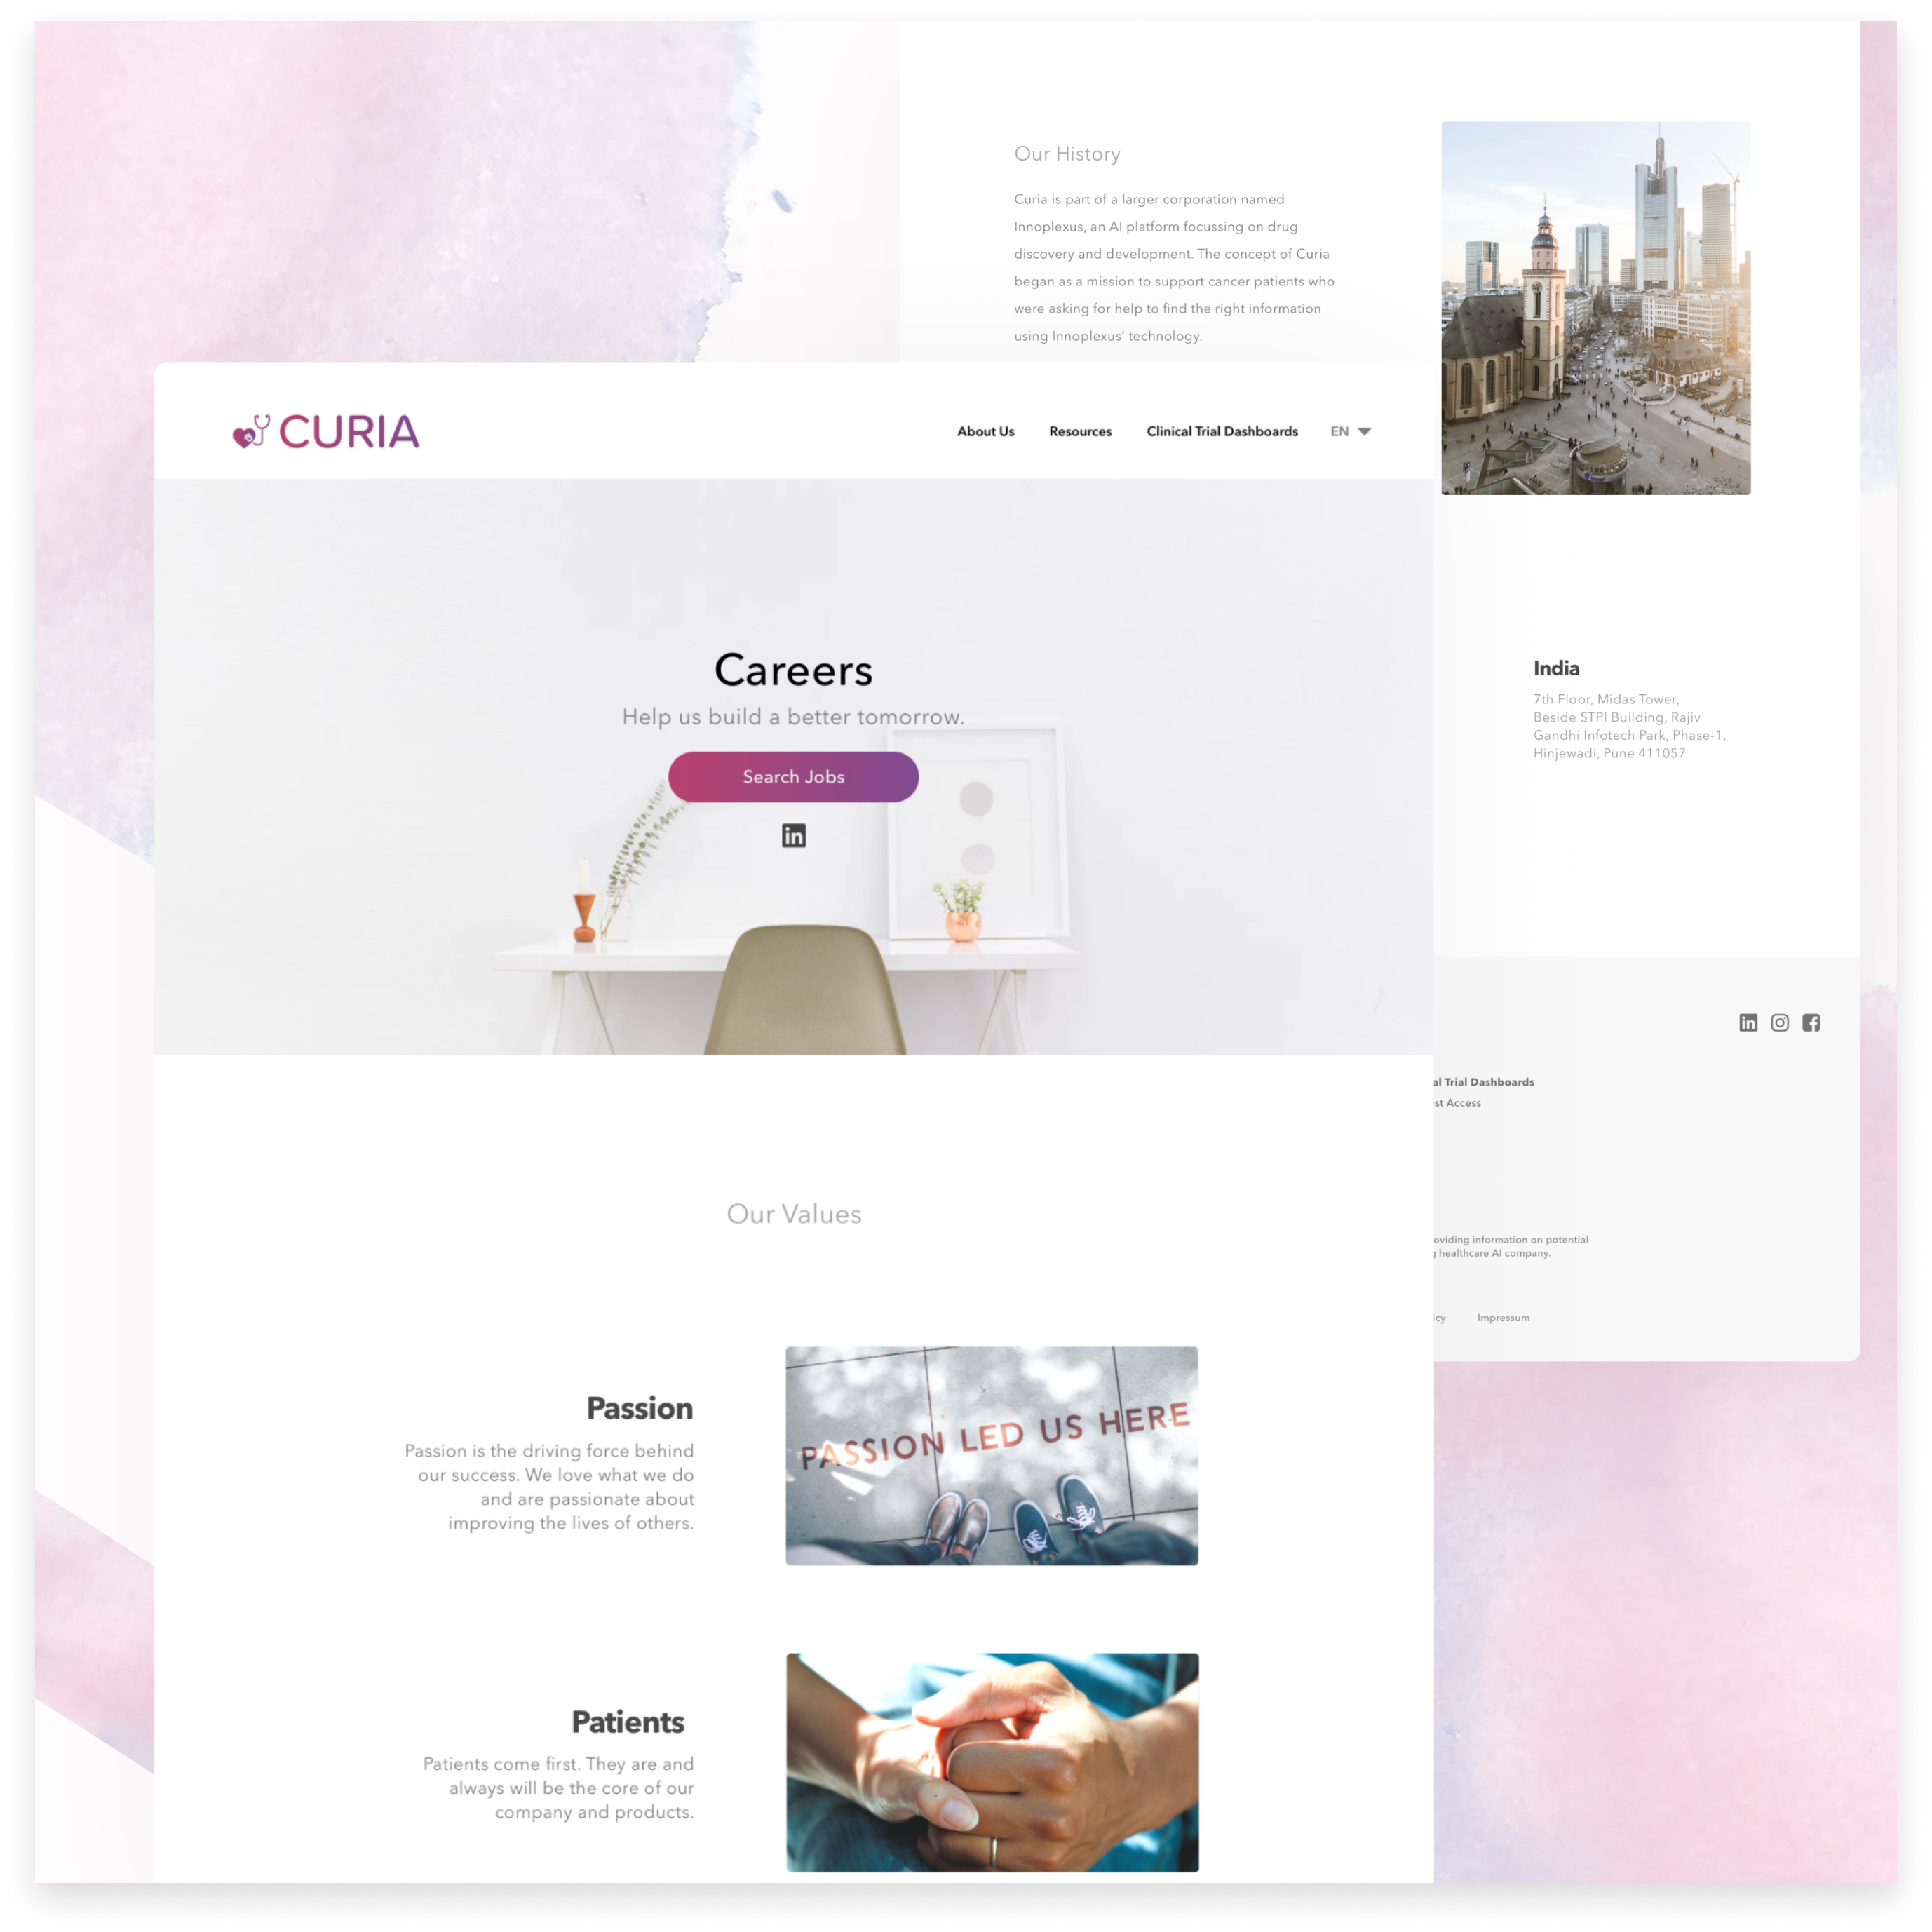 Our History
Curia is part of a larger corporation named
Innoplexus, an AI platform focussing on drug
discovery and development. The concept of Curia
began as a mission to support cancer patients who
were asking for help to find the right information
using Innoplexus' technology.
CURIA
About Us
Resources
Clinical Trial Dashboards
EN
Careers
Help us build a better tomorrow.
Search Jobs
in
Our Values
Passion
Passion is the driving force behind
our success. We love what we do
and are passionate about
improving the lives of others.
PASSION LED US HERE
Patients
Patients come first. They are and
always will be the core of our
company and products.
India
7th Floor, Midas Tower,
Beside STPI Building, Rajiv
Gandhi Infotech Park, Phase-1,
Hinjewadi, Pune 411057
in
al Trial Dashboards
st Access
oviding information on potential
healthcare AI company.
cy
Impressum